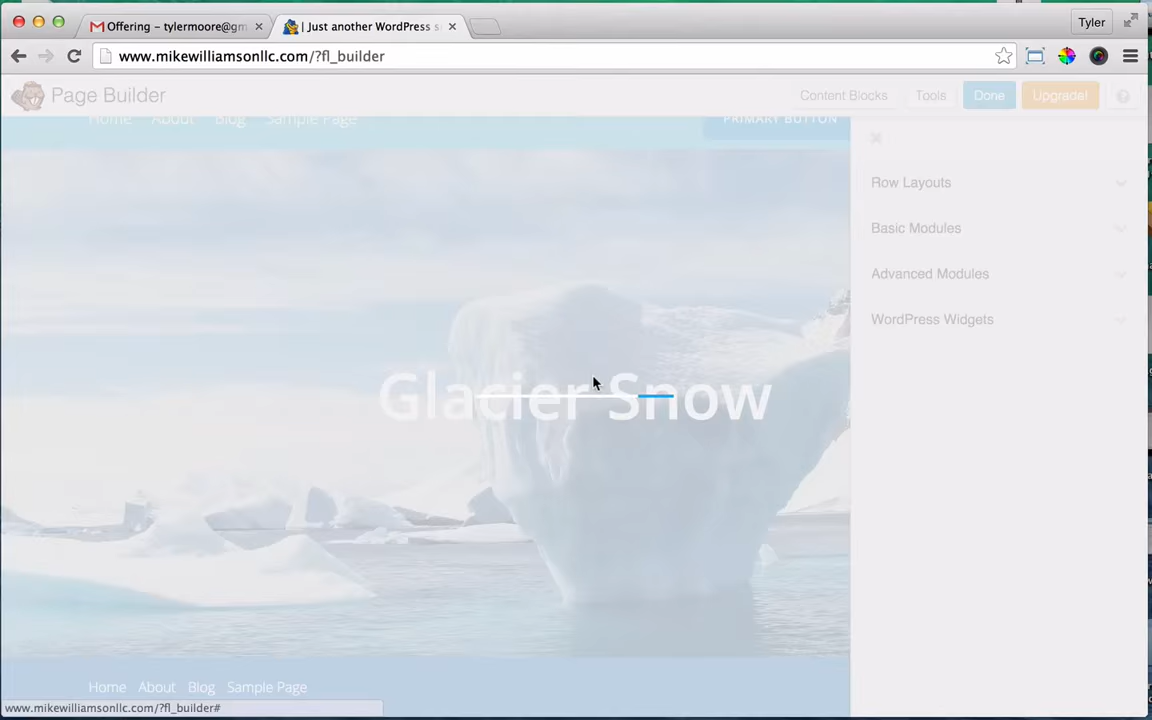 Offering – tylermoore@gm
| Just another WordPress s
Tyler
www.mikewilliamsonllc.com/?fl_builder
Page Builder
Content Blocks
Tools
Done
Upgrade!
?
Home About Blog Sample Page
PRIMARY BUTTON
Row Layouts
Basic Modules
Advanced Modules
WordPress Widgets
Glacier Snow
Home About Blog Sample Page
www.mikewilliamsonllc.com/?fl_builder#